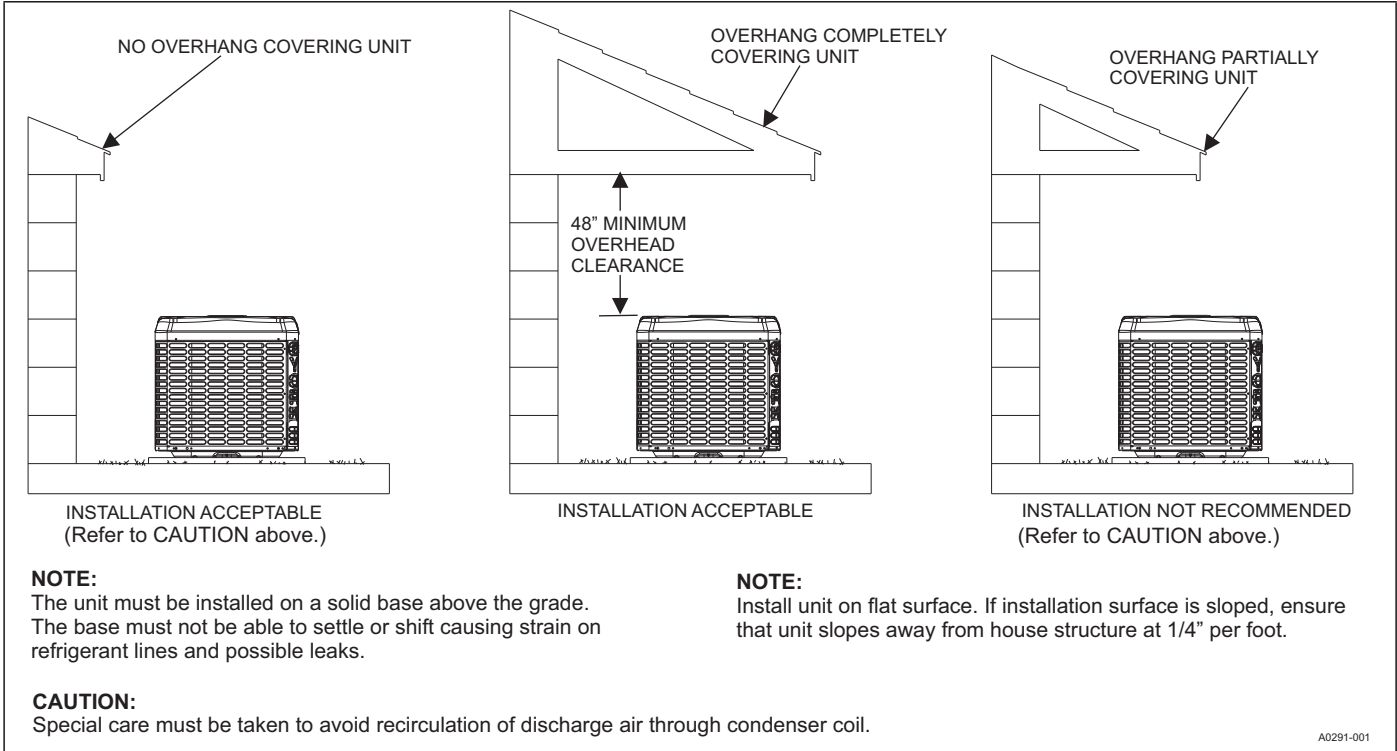 NO OVERHANG COVERING UNIT
OVERHANG COMPLETELY
COVERING UNIT
OVERHANG PARTIALLY
COVERING UNIT
48” MINIMUM
OVERHEAD
CLEARANCE
INSTALLATION ACCEPTABLE
(Refer to CAUTION above.)
INSTALLATION ACCEPTABLE
INSTALLATION NOT RECOMMENDED
(Refer to CAUTION above.)
NOTE:
The unit must be installed on a solid base above the grade.
The base must not be able to settle or shift causing strain on
refrigerant lines and possible leaks.
NOTE:
Install unit on flat surface. If installation surface is sloped, ensure
that unit slopes away from house structure at 1/4” per foot.
CAUTION:
Special care must be taken to avoid recirculation of discharge air through condenser coil.
A0291-001